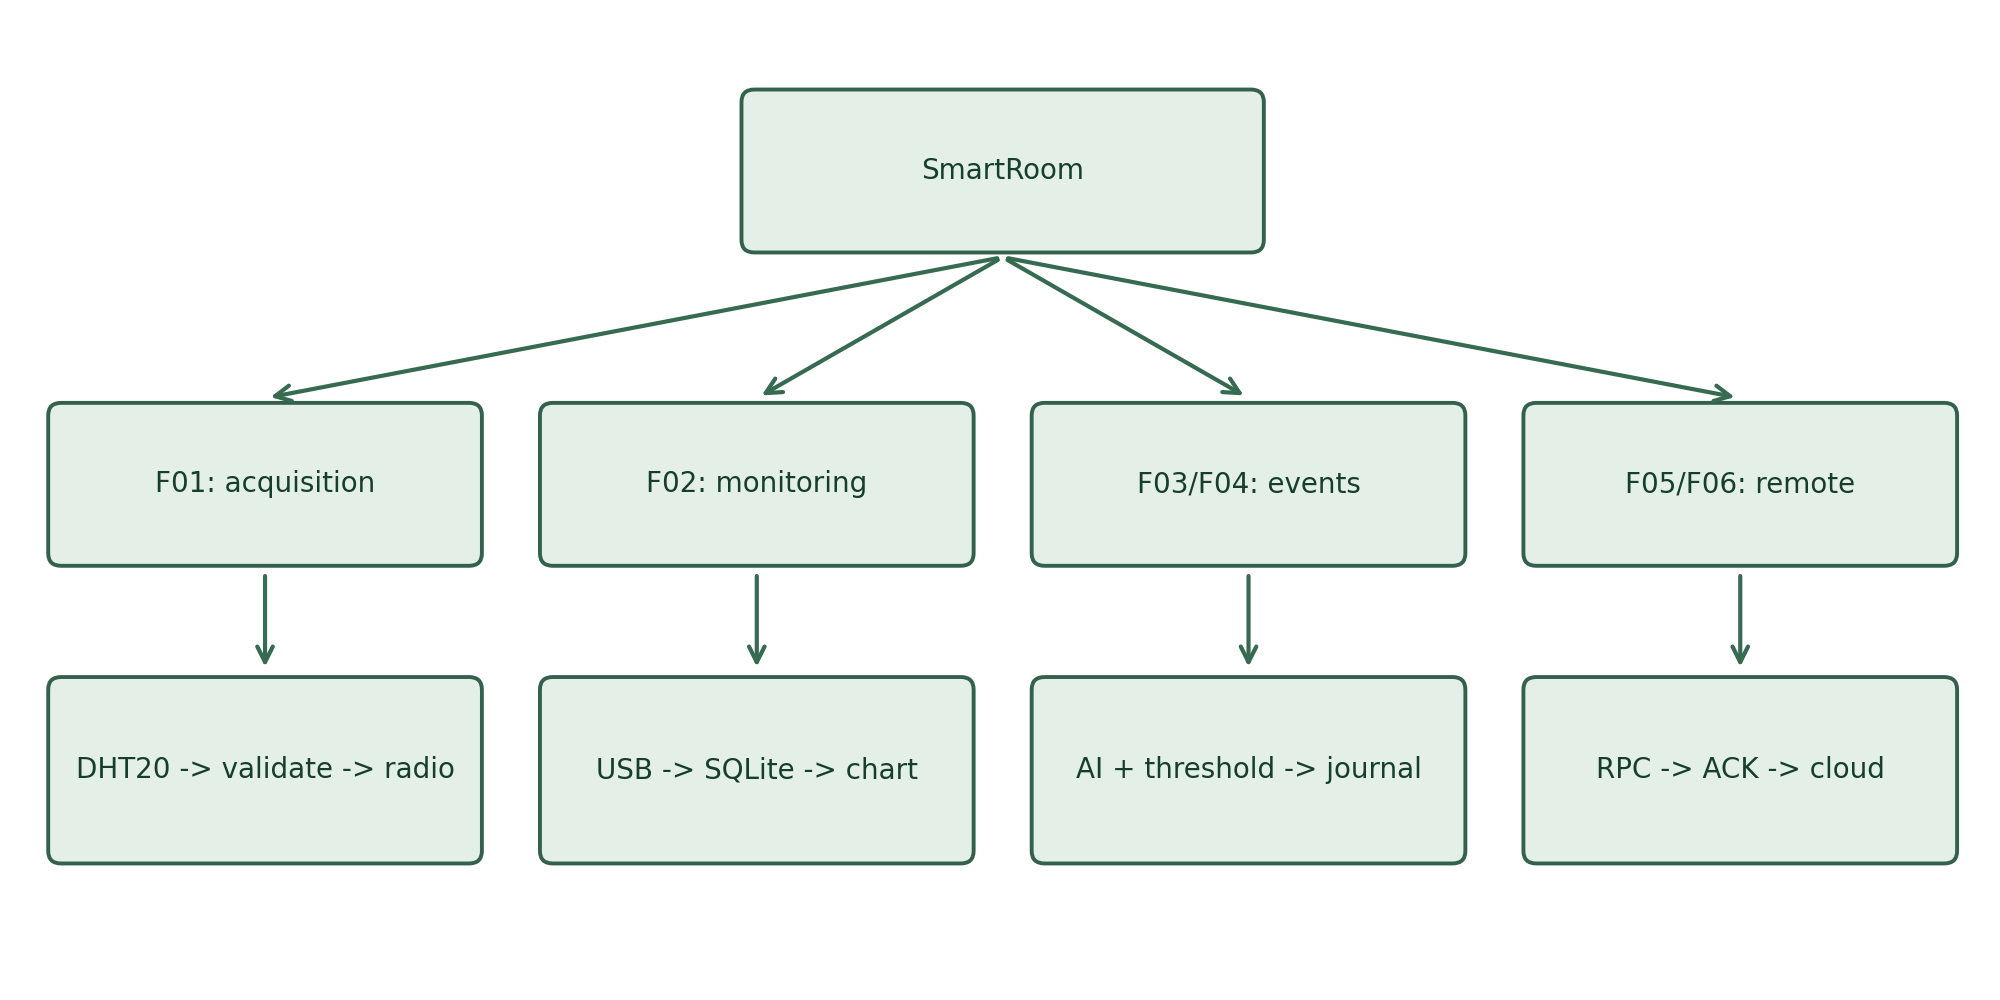 SmartRoom
F01: acquisition
F02: monitoring
F03/F04: events
F05/F06: remote
DHT20 -> validate -> radio
USB -> SQLite -> chart
AI + threshold -> journal
RPC -> ACK -> cloud